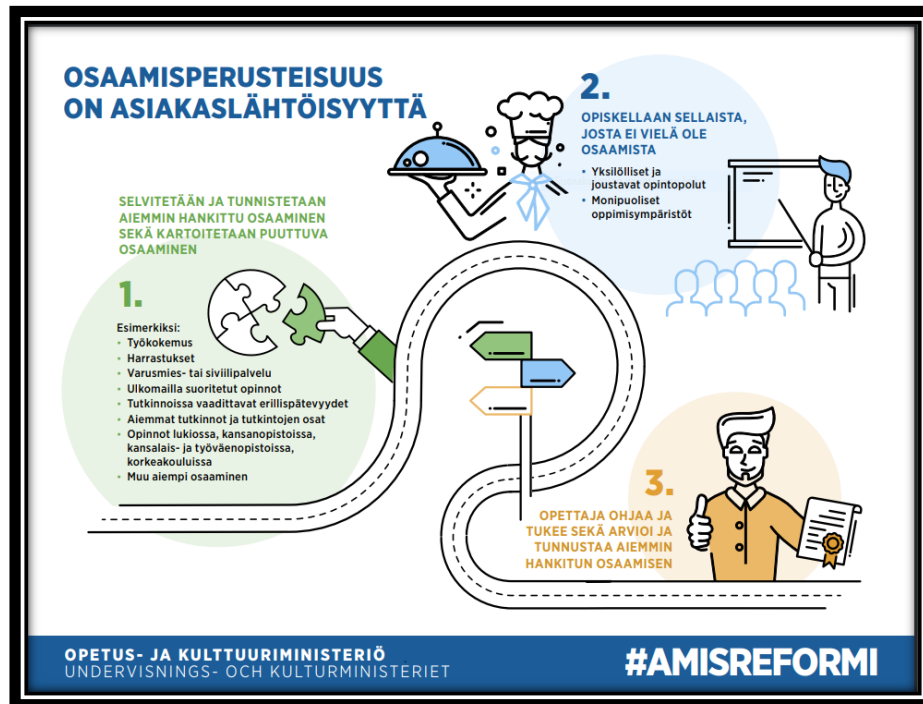 OSAAMISPERUSTEISUUS
ON ASIAKASLÄHTÖISYYTTÄ
SELVITETÄÄN JA TUNNISTETAAN
AIEMMIN HANKITTU OSAAMINEN
SEKÄ KARTOITETAAN PUUTTUVA
OSAAMINEN
1.
Esimerkiksi:
• Työkokemus
• Harrastukset
• Varusmies- tai siviilipalvelu
• Ulkomailla suoritetut opinnot
• Tutkinnoissa vaadittavat erillispätevyydet
• Aiemmat tutkinnot ja tutkintojen osat
• Opinnot lukiossa, kansanopistoissa,
kansalais- ja työväenopistoissa,
korkeakouluissa
• Muu aiempi osaaminen
2.
OPISKELLAAN SELLAISTA,
JOSTA EI VIELÄ OLE
OSAAMISTA
• Yksilölliset ja
joustavat opintopolut
• Monipuoliset
oppimisympäristöt
3.
OPETTAJA OHJAA JA
TUKEE SEKÄ ARVIOI JA
TUNNUSTAA AIEMMIN
HANKITUN OSAAMISEN
OPETUS- JA KULTTUURIMINISTERIÖ
UNDERVISNINGS- OCH KULTURMINISTERIET
#AMISREFORMI